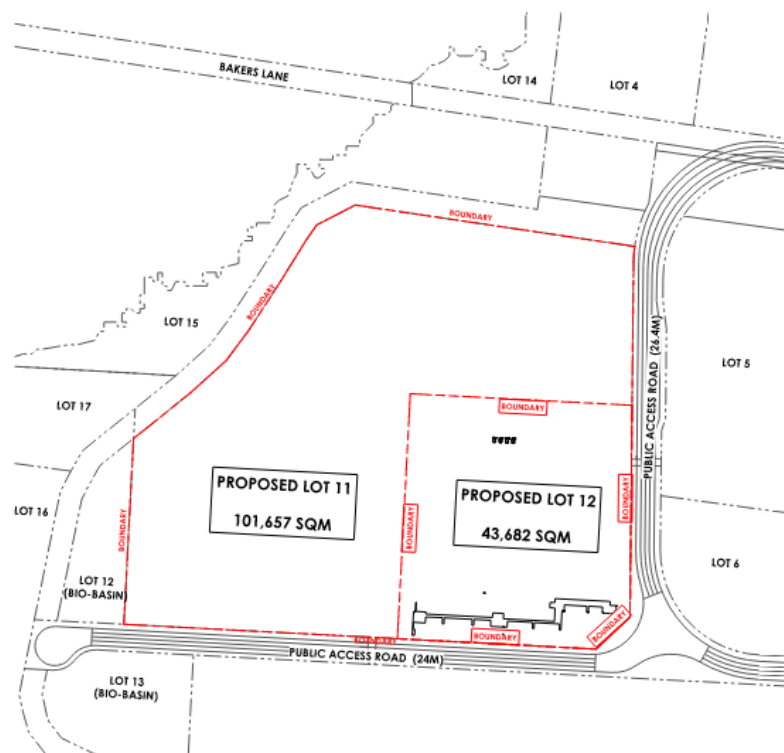 BAKERS LANE
LOT 14
LOT 4
BOUNDARY
BOUNDARY
LOT 15
PUBLIC ACCESS ROAD (26.4M)
LOT 5
LOT 17
BOUNDARY
PROPOSED LOT 11
101,657 SQM
PROPOSED LOT 12
43,682 SQM
BOUNDARY
BOUNDARY
LOT 16
BOUNDARY
LOT 6
LOT 12
(BIO-BASIN)
BOUNDARY
BOUNDARY
BOUNDARY
PUBLIC ACCESS ROAD (24M)
LOT 13
(BIO-BASIN)